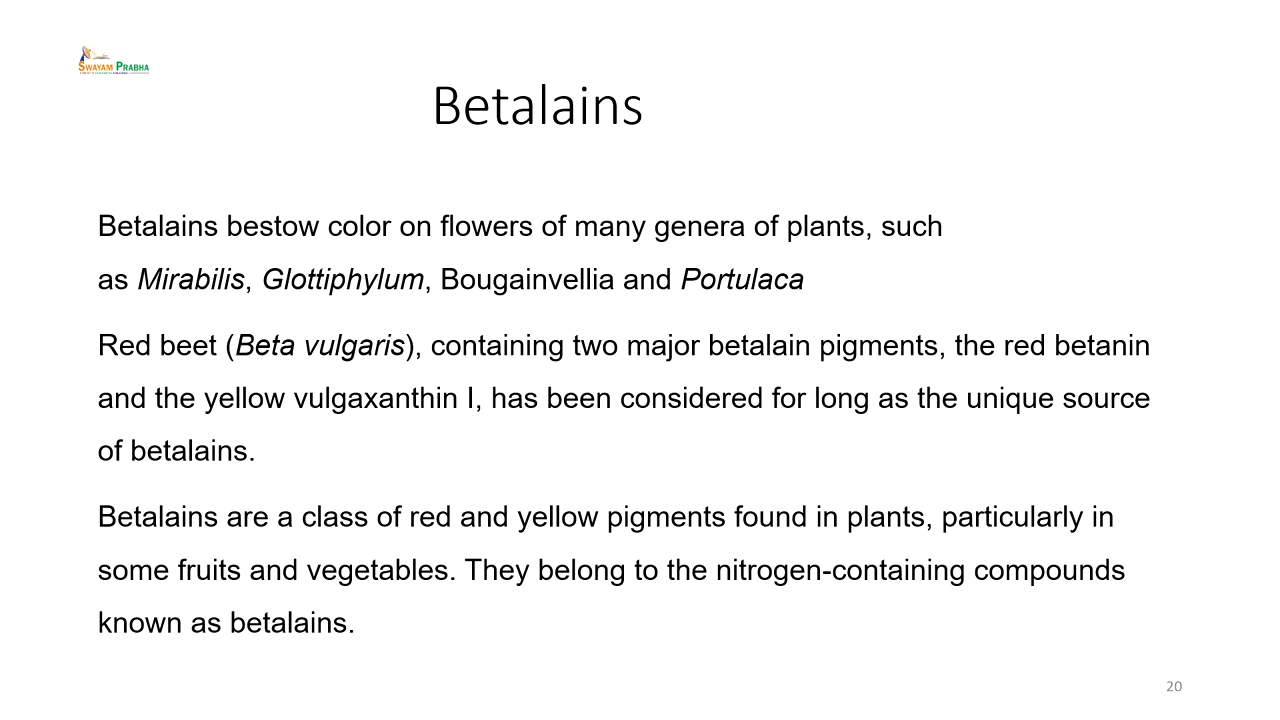 SWAYAM PRABHA
Betalains
Betalains bestow color on flowers of many genera of plants, such
as Mirabilis, Glottiphylum, Bougainvellia and Portulaca
Red beet (Beta vulgaris), containing two major betalain pigments, the red betanin
and the yellow vulgaxanthin I, has been considered for long as the unique source
of betalains.
Betalains are a class of red and yellow pigments found in plants, particularly in
some fruits and vegetables. They belong to the nitrogen-containing compounds
known as betalains.
20